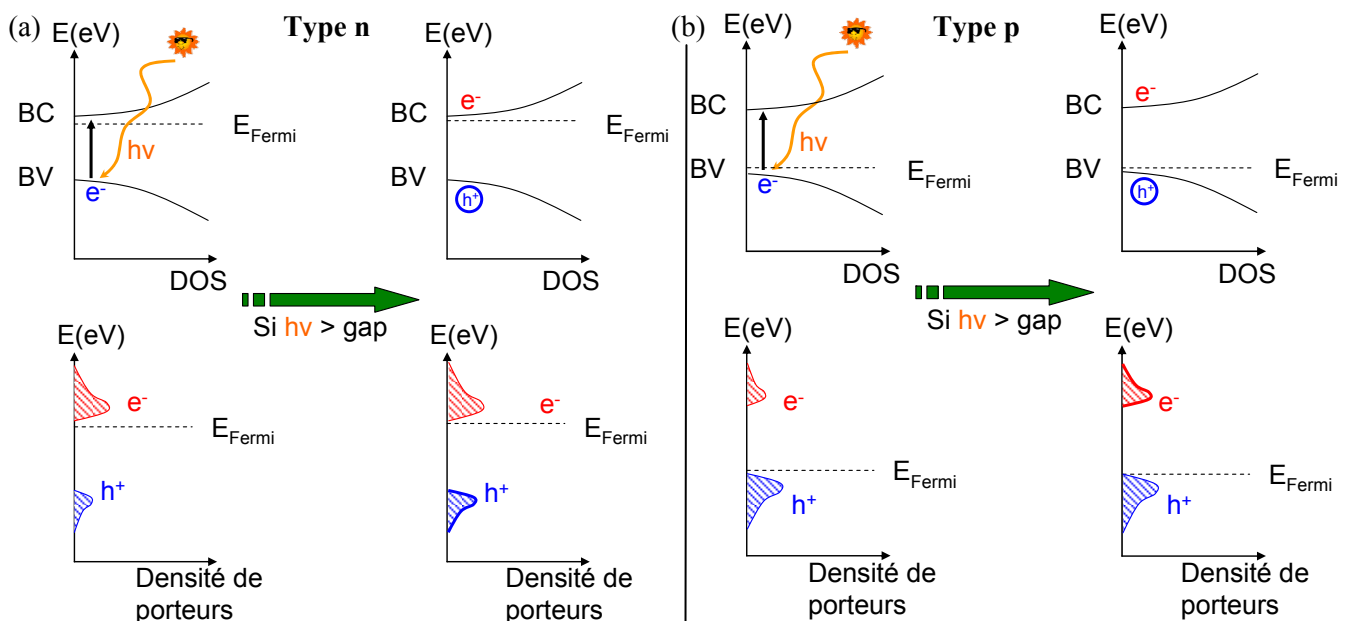 (a)
E(eV)
Type n
E(eV)
BC
E_Fermi
hν
BV
e⁻
DOS
e⁻
E_Fermi
h⁺
DOS
BC
BV
Si hν > gap
E(eV)
e⁻
E_Fermi
h⁺
Densité de
porteurs
E(eV)
e⁻
E_Fermi
h⁺
Densité de
porteurs
(b)
E(eV)
Type p
E(eV)
BC
hν
BV
e⁻
E_Fermi
DOS
BC
e⁻
BV
E_Fermi
h⁺
DOS
Si hν > gap
E(eV)
e⁻
E_Fermi
h⁺
Densité de
porteurs
E(eV)
e⁻
E_Fermi
h⁺
Densité de
porteurs